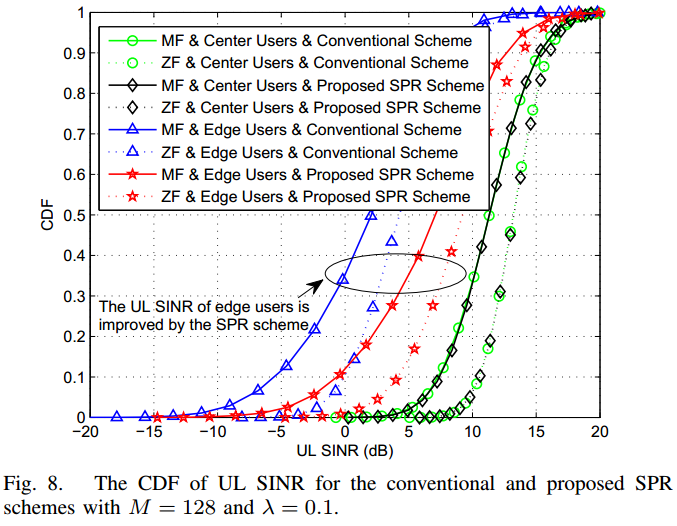 1
0.9
0.8
0.7
0.6
0.5
0.4
0.3
0.2
0.1
0
CDF
MF & Center Users & Conventional Scheme
ZF & Center Users & Conventional Scheme
MF & Center Users & Proposed SPR Scheme
ZF & Center Users & Proposed SPR Scheme
MF & Edge Users & Conventional Scheme
ZF & Edge Users & Conventional Scheme
MF & Edge Users & Proposed SPR Scheme
ZF & Edge Users & Proposed SPR Scheme
The UL SINR of edge users is
improved by the SPR scheme
−20 −15 −10 −5 0 5 10 15 20
UL SINR (dB)
Fig. 8. The CDF of UL SINR for the conventional and proposed SPR
schemes with M = 128 and λ = 0.1.